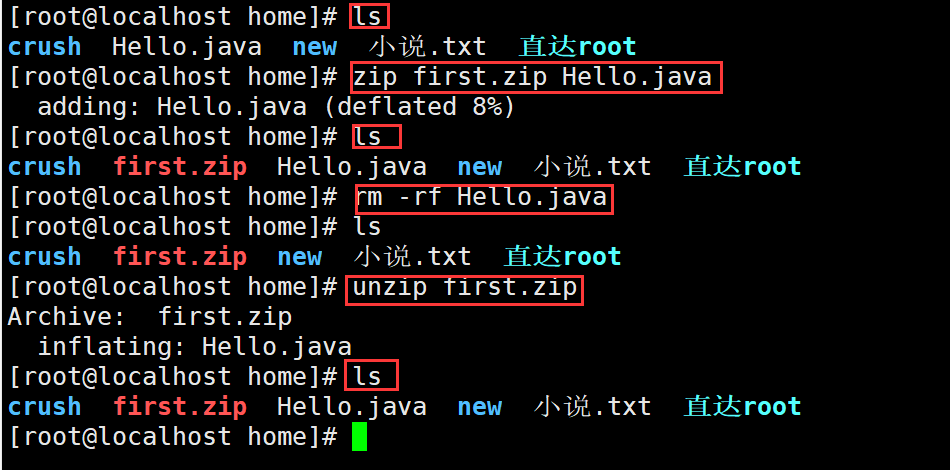 [root@localhost home]# ls
crush  Hello.java  new  小说.txt  直达root
[root@localhost home]# zip first.zip Hello.java
  adding: Hello.java (deflated 8%)
[root@localhost home]# ls
crush  first.zip  Hello.java  new  小说.txt  直达root
[root@localhost home]# rm -rf Hello.java
[root@localhost home]# ls
crush  first.zip  new  小说.txt  直达root
[root@localhost home]# unzip first.zip
Archive:  first.zip
  inflating: Hello.java
[root@localhost home]# ls
crush  first.zip  Hello.java  new  小说.txt  直达root
[root@localhost home]#